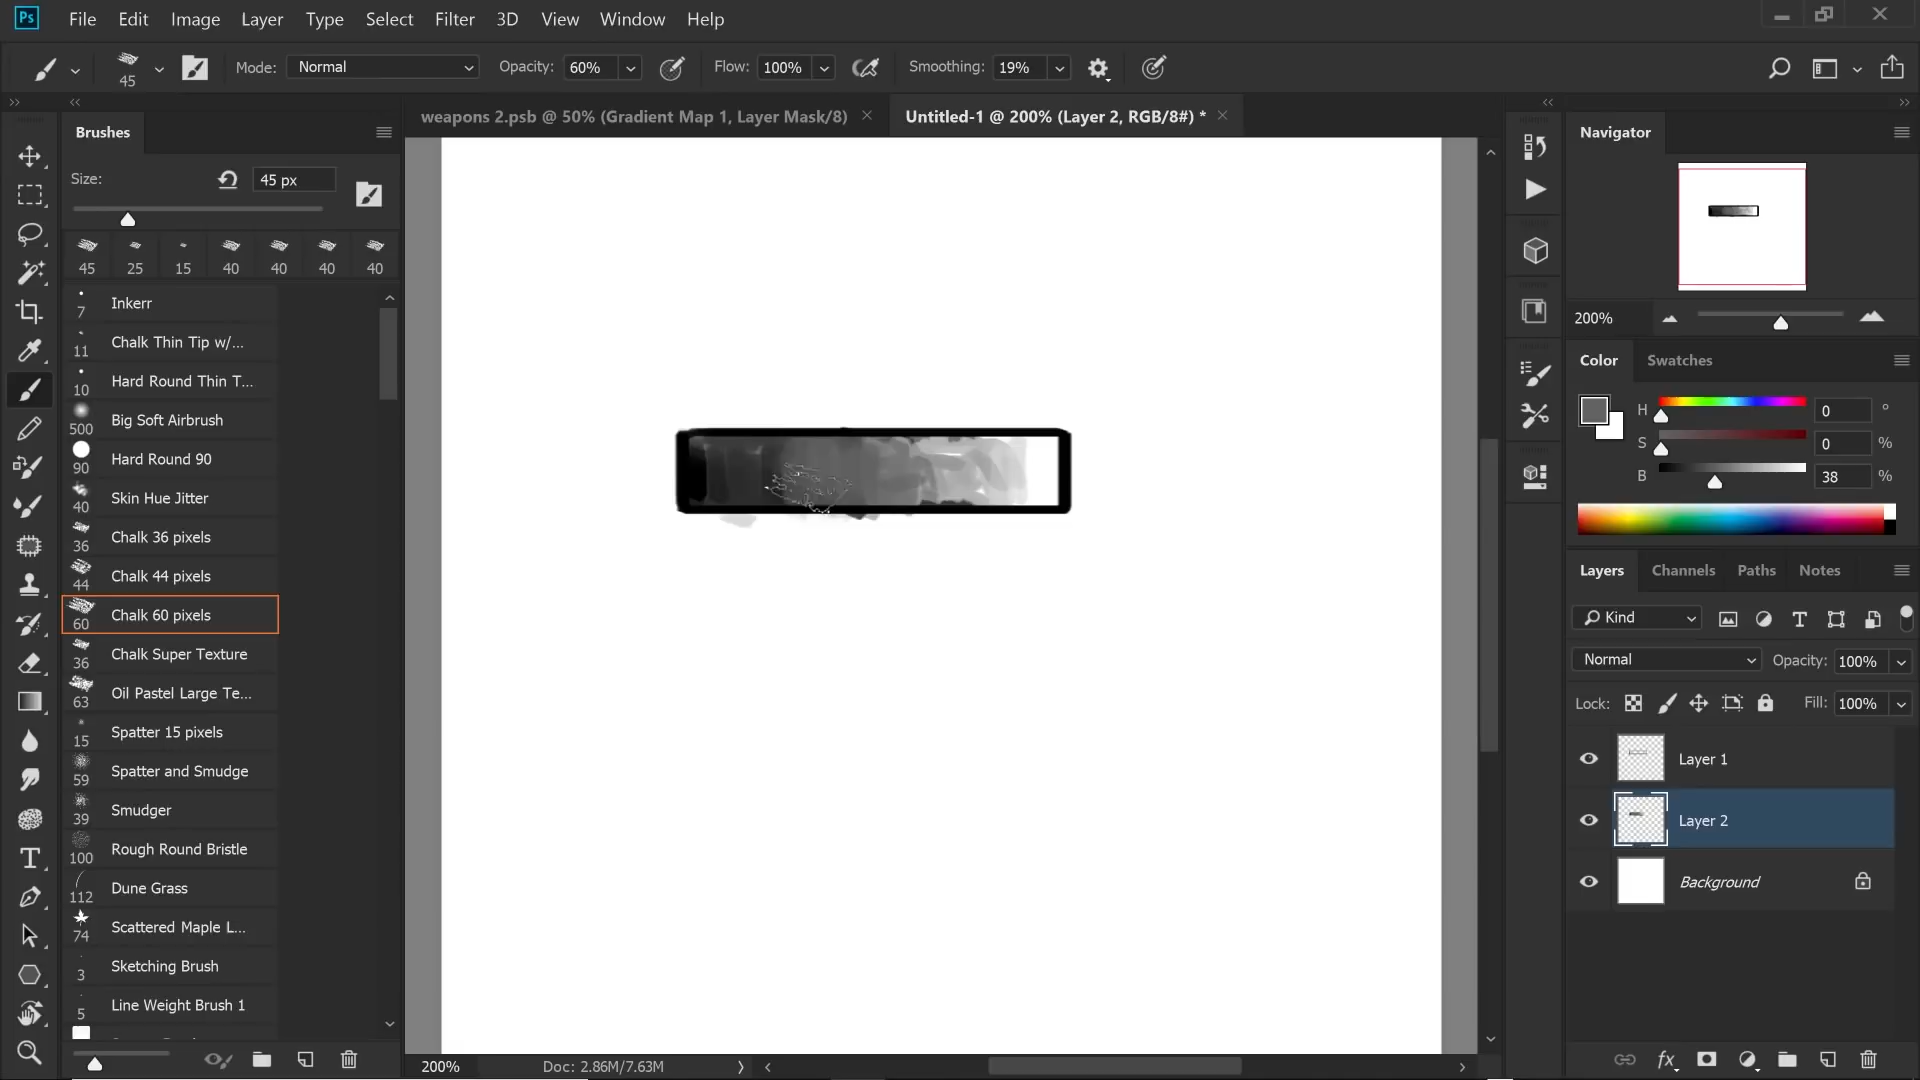 Ps File Edit Image Layer Type Select Filter 3D View Window Help
45 Mode: Normal Opacity: 60% Flow: 100% Smoothing: 19%
weapons 2.psb @ 50% (Gradient Map 1, Layer Mask/8) Untitled-1 @ 200% (Layer 2, RGB/8#) *
Brushes
Size: 45 px
45 25 15 40 40 40 40
7 Inkerr
11 Chalk Thin Tip w/...
10 Hard Round Thin T...
500 Big Soft Airbrush
90 Hard Round 90
40 Skin Hue Jitter
36 Chalk 36 pixels
44 Chalk 44 pixels
60 Chalk 60 pixels
36 Chalk Super Texture
63 Oil Pastel Large Te...
15 Spatter 15 pixels
59 Spatter and Smudge
39 Smudger
100 Rough Round Bristle
112 Dune Grass
74 Scattered Maple L...
3 Sketching Brush
5 Line Weight Brush 1
200% Doc: 2.86M/7.63M
Navigator
200%
Color Swatches
H 0 °
S 0 %
B 38 %
Layers Channels Paths Notes
Kind
Normal Opacity: 100%
Lock: Fill: 100%
Layer 1
Layer 2
Background